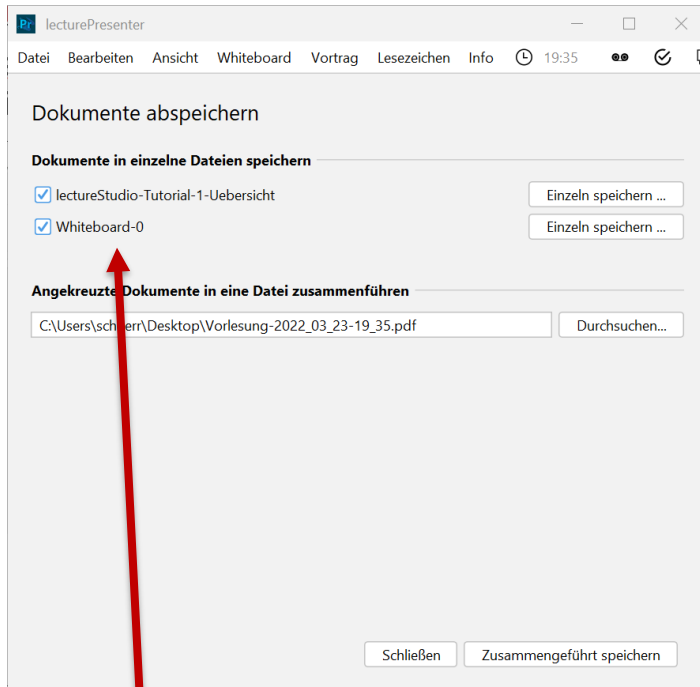 Br lecturePresenter
Datei Bearbeiten Ansicht Whiteboard Vortrag Lesezeichen Info 19:35
Dokumente abspeichern
Dokumente in einzelne Dateien speichern
lectureStudio-Tutorial-1-Uebersicht Einzeln speichern ...
Whiteboard-0 Einzeln speichern ...
Angekreuzte Dokumente in eine Datei zusammenführen
Durchsuchen...
Schließen Zusammengeführt speichern